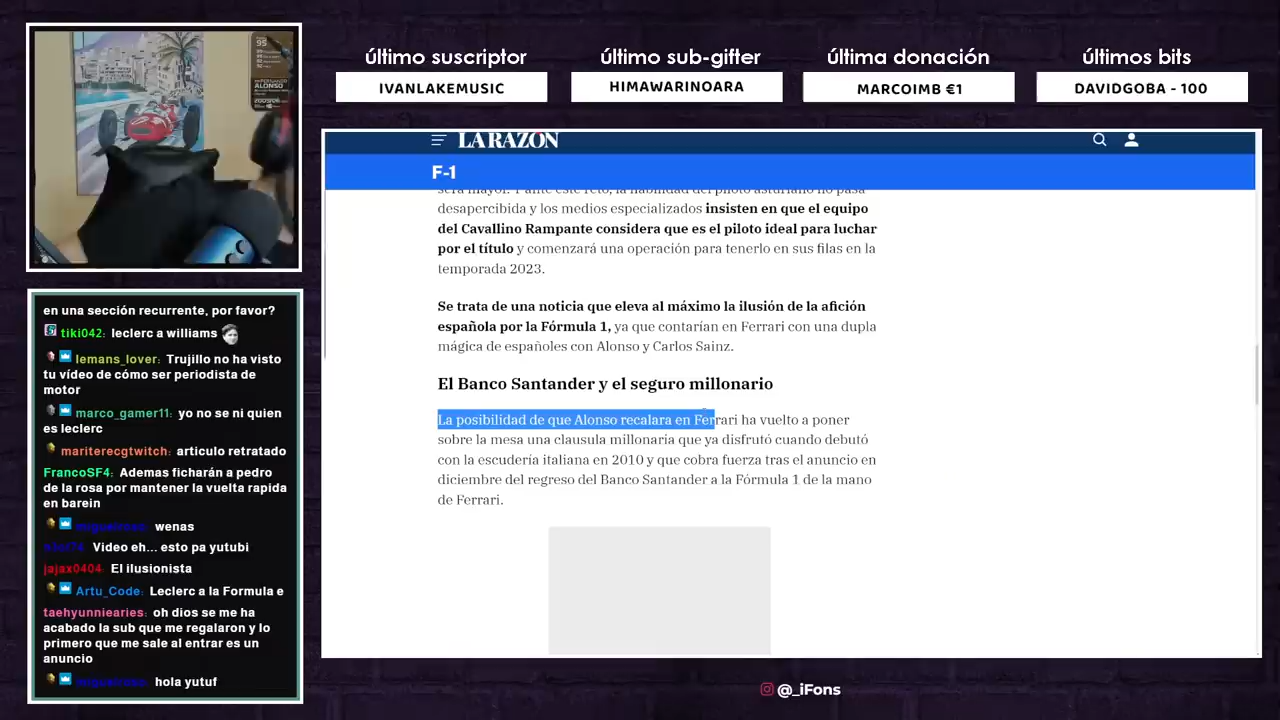 último suscriptor
último sub-gifter
última donación
últimos bits
IVANLAKEMUSIC
HIMAWARINOARA
MARCOIMB €1
DAVIDGOBA - 100
LA RAZÓN
F-1
desapercibida y los medios especializados insisten en que el equipo
del Cavallino Rampante considera que es el piloto ideal para luchar
por el título y comenzará una operación para tenerlo en sus filas en la
temporada 2023.
Se trata de una noticia que eleva al máximo la ilusión de la afición
española por la Fórmula 1, ya que contarían en Ferrari con una dupla
mágica de españoles con Alonso y Carlos Sainz.
El Banco Santander y el seguro millonario
La posibilidad de que Alonso recalara en Ferrari ha vuelto a poner
sobre la mesa una clausula millonaria que ya disfrutó cuando debutó
con la escudería italiana en 2010 y que cobra fuerza tras el anuncio en
diciembre del regreso del Banco Santander a la Fórmula 1 de la mano
de Ferrari.
en una sección recurrente, por favor?
tiki042: leclerc a williams
lemans_lover: Trujillo no ha visto
tu vídeo de cómo ser periodista de
motor
marco_gamer11: yo no se ni quien
es leclerc
mariterecgtwitch: articulo retratado
FrancoSF4: Ademas ficharán a pedro
de la rosa por mantener la vuelta rapida
en barein
wenas
Video eh... esto pa yutubi
jajax0404: El ilusionista
Artu_Code: Leclerc a la Formula e
taehyunniearies: oh dios se me ha
acabado la sub que me regalaron y lo
primero que me sale al entrar es un
anuncio
hola yutuf
@_iFons
95
ALONSO